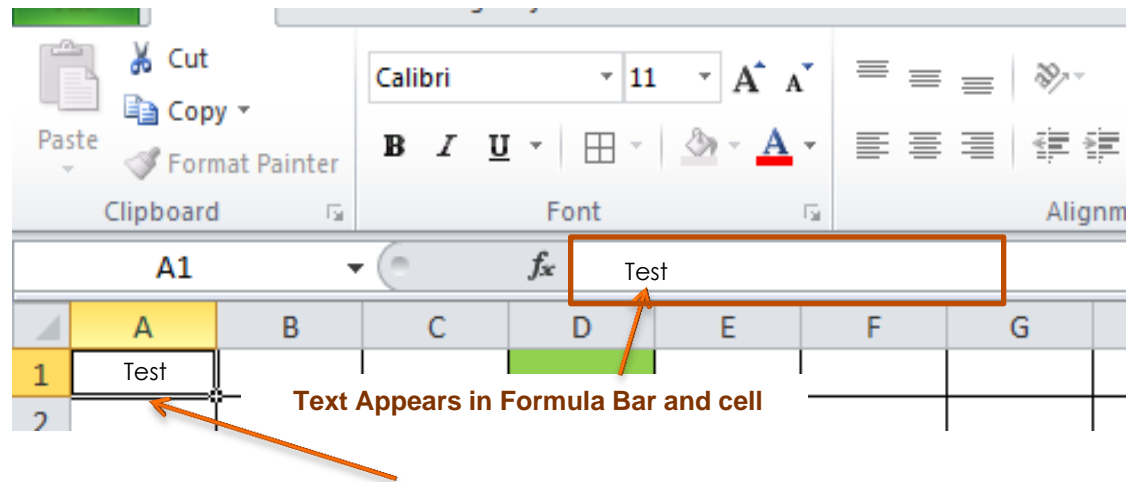 Cut
Copy
Paste
Format Painter
Clipboard
Calibri 11 A A
B I U A
Font
Alignm
A1 fx Test
A B C D E F G
1 Test
Text Appears in Formula Bar and cell
2